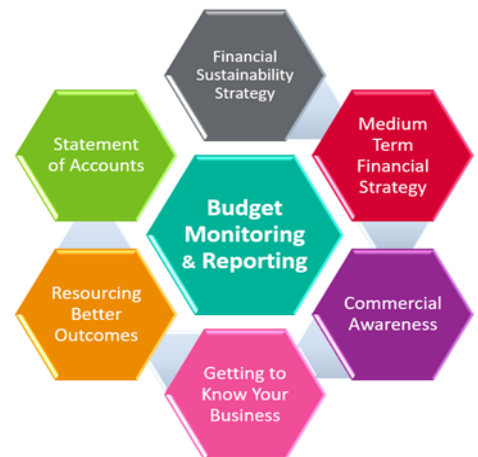 Financial
Sustainability
Strategy
Medium
Term
Financial
Strategy
Commercial
Awareness
Getting to
Know Your
Business
Resourcing
Better
Outcomes
Statement
of Accounts
Budget
Monitoring
& Reporting